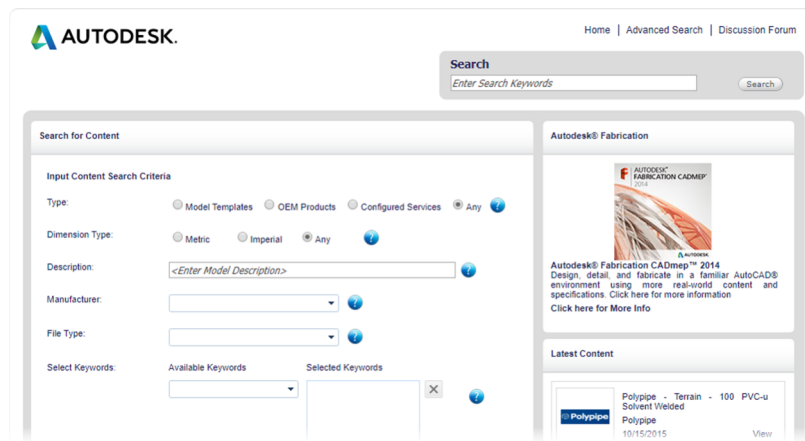 AUTODESK.
Home | Advanced Search | Discussion Forum
Search
Enter Search Keywords
Search
Search for Content
Input Content Search Criteria
Type:
Model Templates OEM Products Configured Services Any ?
Dimension Type:
Metric Imperial Any ?
Description:
<Enter Model Description> ?
Manufacturer:
?
File Type:
?
Select Keywords:
Available Keywords Selected Keywords
?
Autodesk® Fabrication
F AUTODESK®
FABRICATION CADMEP™
2014
AUTODESK
Autodesk® Fabrication CADmep™ 2014
Design, detail, and fabricate in a familiar AutoCAD®
environment using more real-world content and
specifications. Click here for more information
Click here for More Info
Latest Content
Polypipe
Polypipe - Terrain - 100 PVC-u
Solvent Welded
Polypipe
10/15/2015 View